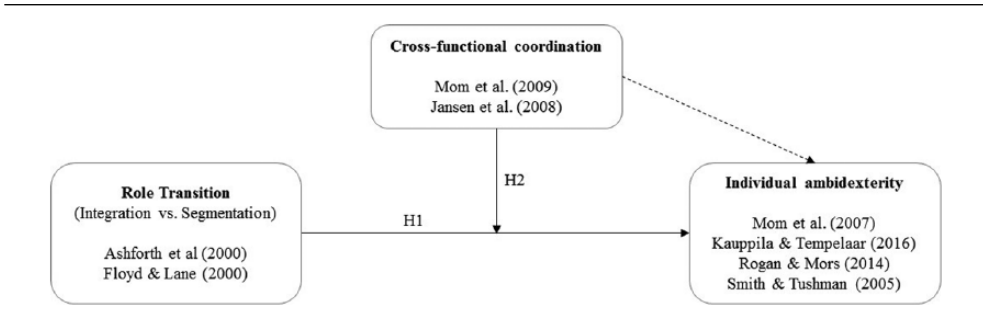 Cross-functional coordination
Mom et al. (2009)
Jansen et al. (2008)
H2
Role Transition
(Integration vs. Segmentation)
Ashforth et al (2000)
Floyd & Lane (2000)
H1
Individual ambidexterity
Mom et al. (2007)
Kauppila & Tempelaar (2016)
Rogan & Mors (2014)
Smith & Tushman (2005)